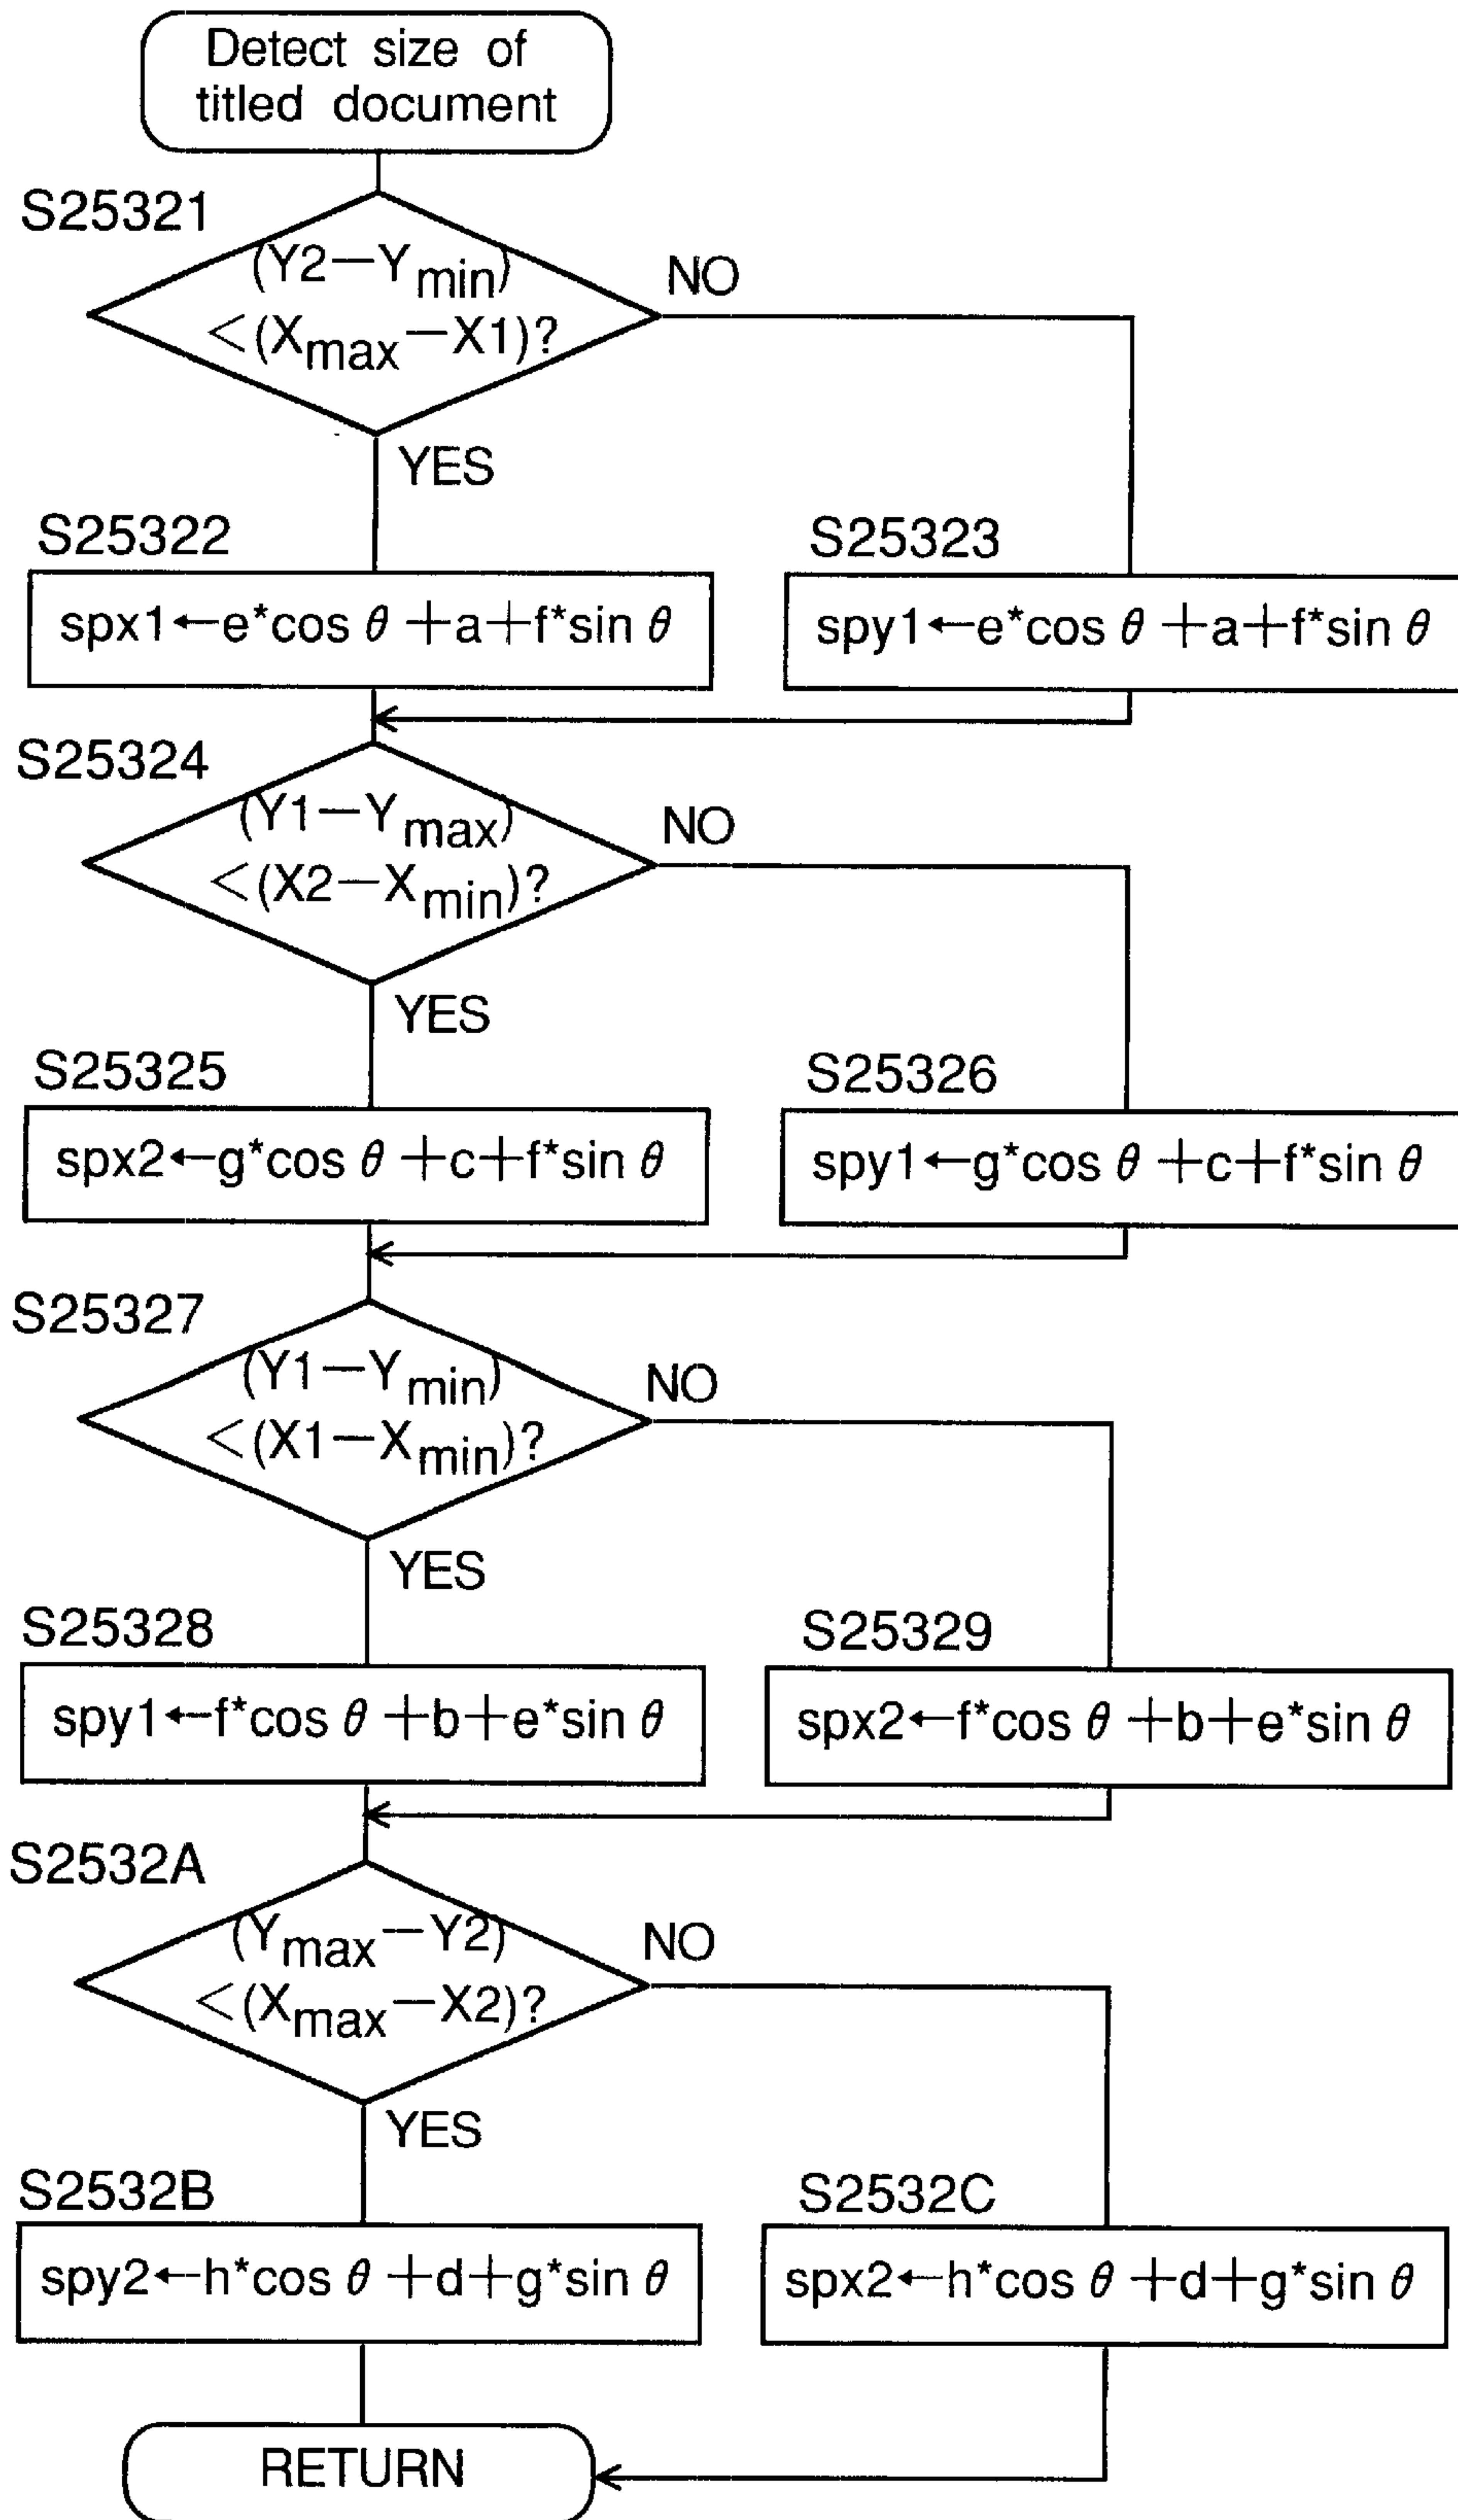 Detect size of
titled document
S25321
(Y2−Ymin)
<(Xmax−X1)?
NO
YES
S25322
spx1←e*cos θ +a+f*sin θ
S25323
spy1←e*cos θ +a+f*sin θ
S25324
(Y1−Ymax)
<(X2−Xmin)?
NO
YES
S25325
spx2←g*cos θ +c+f*sin θ
S25326
spy1←g*cos θ +c+f*sin θ
S25327
(Y1−Ymin)
<(X1−Xmin)?
NO
YES
S25328
spy1←f*cos θ +b+e*sin θ
S25329
spx2←f*cos θ +b+e*sin θ
S2532A
(Ymax−Y2)
<(Xmax−X2)?
NO
YES
S2532B
spy2←h*cos θ +d+g*sin θ
S2532C
spx2←h*cos θ +d+g*sin θ
RETURN